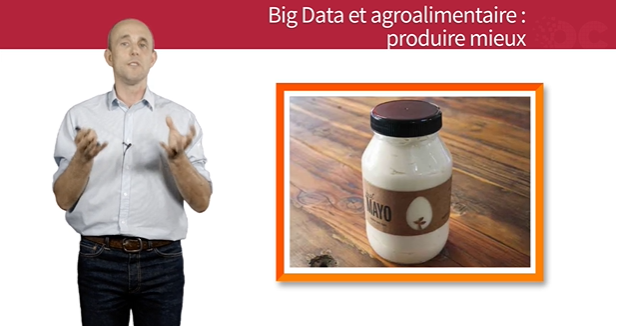 Big Data et agroalimentaire :
produire mieux
MAYO